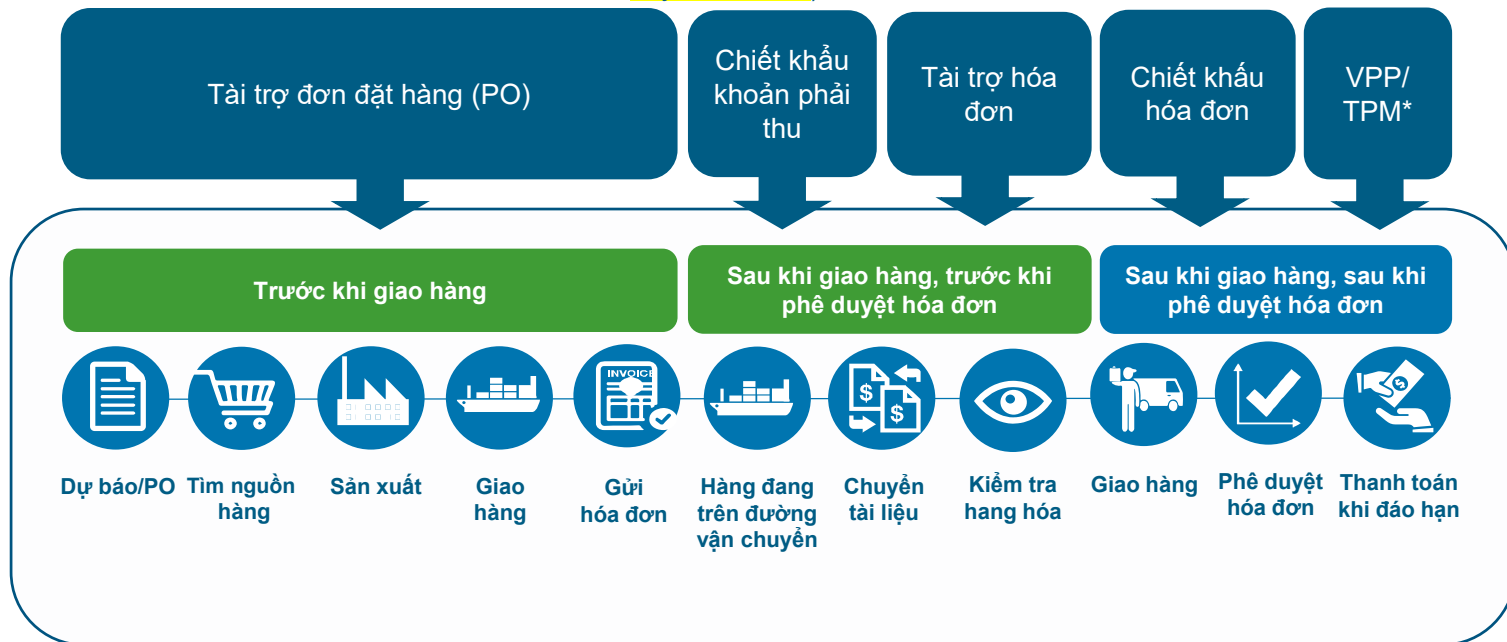 Tài trợ đơn đặt hàng (PO)
Chiết khẩu
khoản phải
thu
Tài trợ hóa
đơn
Chiết khấu
hóa đơn
VPP/
TPM*
Trước khi giao hàng
Sau khi giao hàng, trước khi
phê duyệt hóa đơn
Sau khi giao hàng, sau khi
phê duyệt hóa đơn
INVOICE
$
$
$
Dự báo/PO
Tìm nguồn
hàng
Sản xuất
Giao
hàng
Gửi
hóa đơn
Hàng đang
trên đường
vận chuyển
Chuyển
tài liệu
Kiểm tra
hang hóa
Giao hàng
Phê duyệt
hóa đơn
Thanh toán
khi đáo hạn